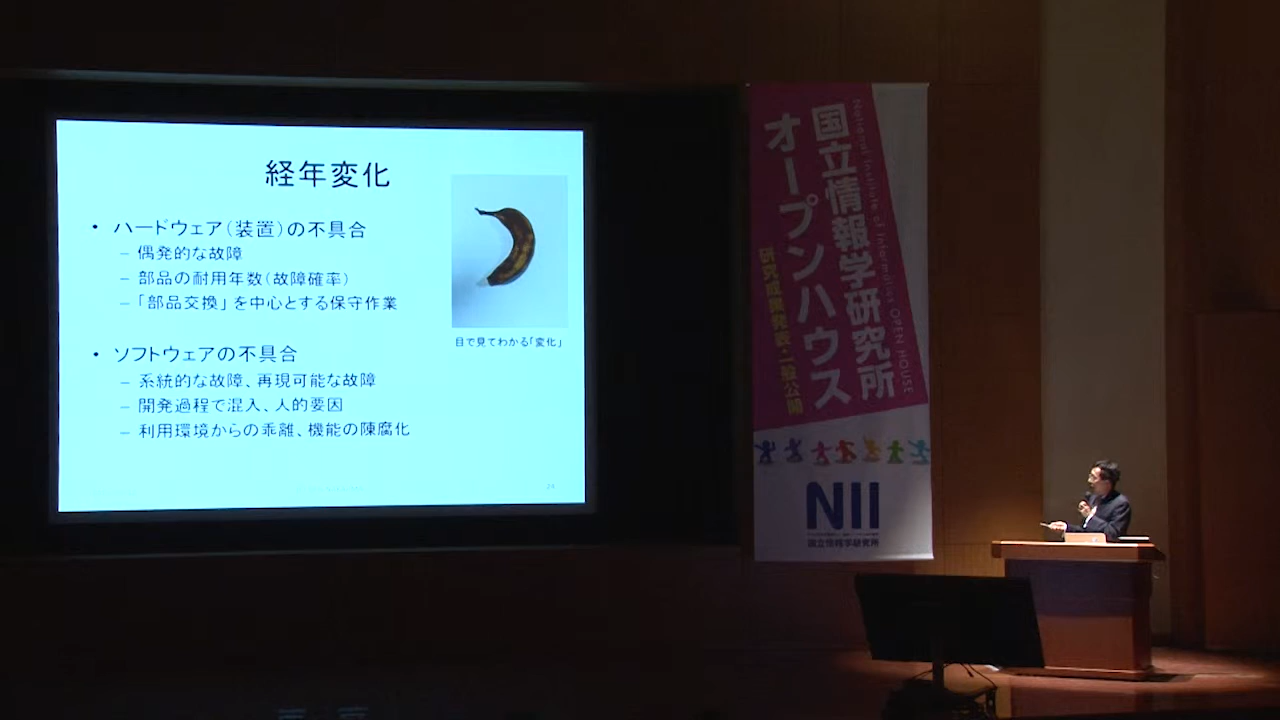 経年変化
• ハードウェア(装置)の不具合
– 偶発的な故障
– 部品の耐用年数(故障確率)
– 「部品交換」を中心とする保守作業
目で見てわかる「変化」
• ソフトウェアの不具合
– 系統的な故障、再現可能な故障
– 開発過程で混入、人的要因
– 利用環境からの乖離、機能の陳腐化
24
National Institute of Informatics OPEN HOUSE
国立情報学研究所
オープンハウス
研究成果発表・一般公開
NII
国立情報学研究所